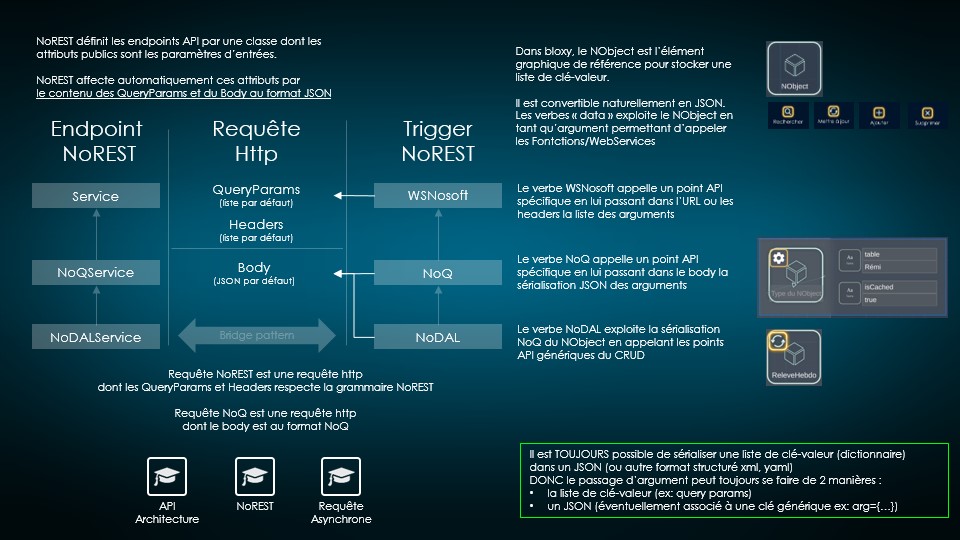 NoREST définit les endpoints API par une classe dont les
attributs publics sont les paramètres d'entrées.
NoREST affecte automatiquement ces attributs par
le contenu des QueryParams et du Body au format JSON
Endpoint
NoREST
Requête
Http
Trigger
NoREST
Service
QueryParams
(liste par défaut)
WSNosoft
Headers
(liste par défaut)
NoQService
Body
(JSON par défaut)
NoQ
NoDALService
Bridge pattern
NoDAL
Requête NoREST est une requête http
dont les QueryParams et Headers respecte la grammaire NoREST
Requête NoQ est une requête http
dont le body est au format NoQ
API
Architecture
NoREST
Requête
Asynchrone
Dans bloxy, le NObject est l'élément
graphique de référence pour stocker une
liste de clé-valeur.
Il est convertible naturellement en JSON.
Les verbes « data » exploite le NObject en
tant qu'argument permettant d'appeler
les Fontctions/WebServices
NObject
Rechercher
Mettre à jour
Ajouter
Supprimer
Le verbe WSNosoft appelle un point API
spécifique en lui passant dans l'URL ou les
headers la liste des arguments
Le verbe NoQ appelle un point API
spécifique en lui passant dans le body la
sérialisation JSON des arguments
Type du NObject
table
Rémi
isCached
true
Le verbe NoDAL exploite la sérialisation
NoQ du NObject en appelant les points
API génériques du CRUD
ReleveHebdo
Il est TOUJOURS possible de sérialiser une liste de clé-valeur (dictionnaire)
dans un JSON (ou autre format structuré xml, yaml)
DONC le passage d'argument peut toujours se faire de 2 manières :
• la liste de clé-valeur (ex: query params)
• un JSON (éventuellement associé à une clé générique ex: arg={…})